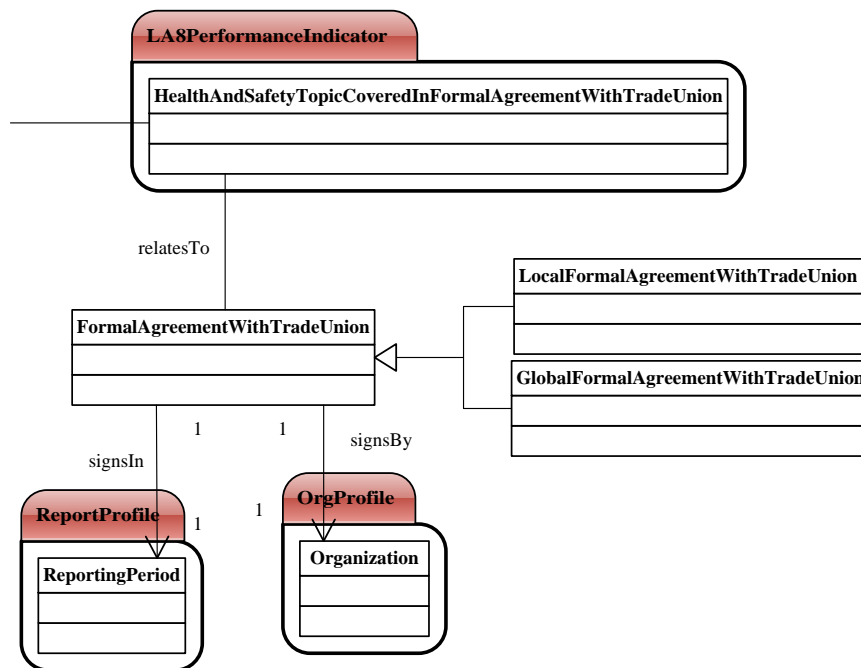 LA8PerformanceIndicator
HealthAndSafetyTopicCoveredInFormalAgreementWithTradeUnion
relatesTo
LocalFormalAgreementWithTradeUnion
FormalAgreementWithTradeUnion
GlobalFormalAgreementWithTradeUnion
1
1
signsBy
signsIn
OrgProfile
ReportProfile
1
1
Organization
ReportingPeriod